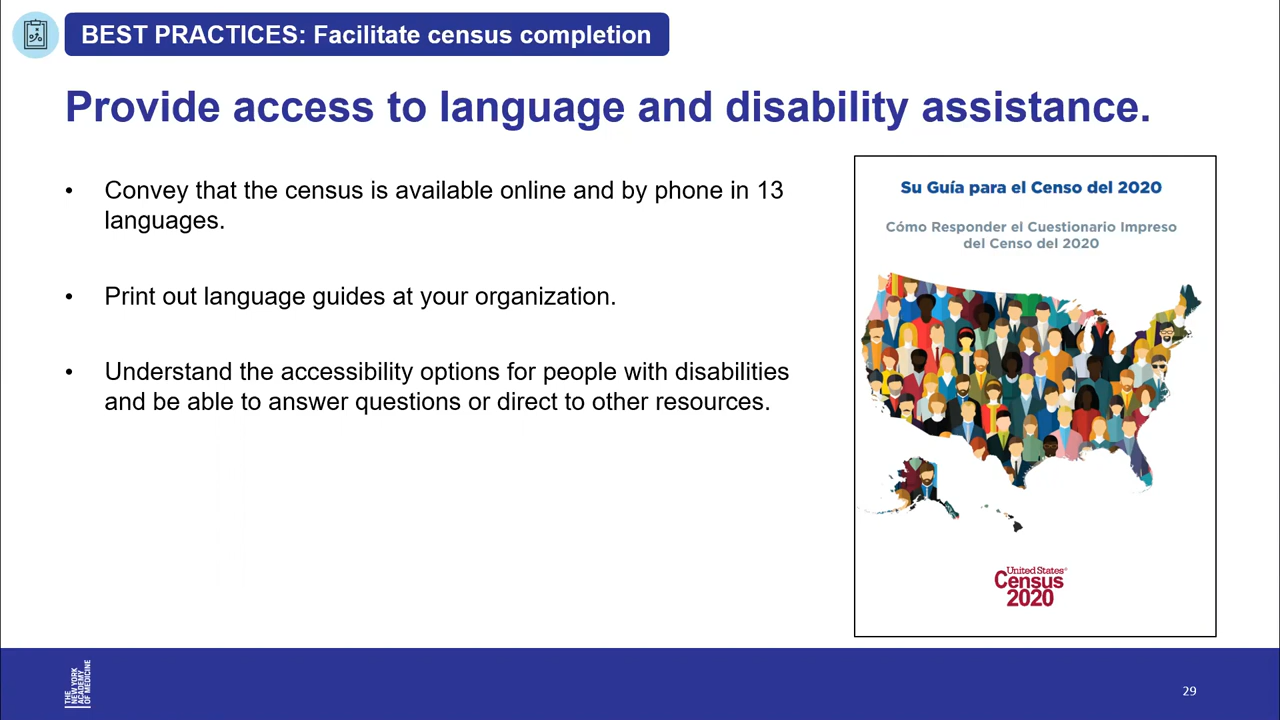 BEST PRACTICES: Facilitate census completion
Provide access to language and disability assistance.
• Convey that the census is available online and by phone in 13
languages.
• Print out language guides at your organization.
• Understand the accessibility options for people with disabilities
and be able to answer questions or direct to other resources.
Su Guía para el Censo del 2020
Cómo Responder el Cuestionario Impreso
del Censo del 2020
United States®
Census
2020
THE
NEW YORK
ACADEMY
OF MEDICINE
29